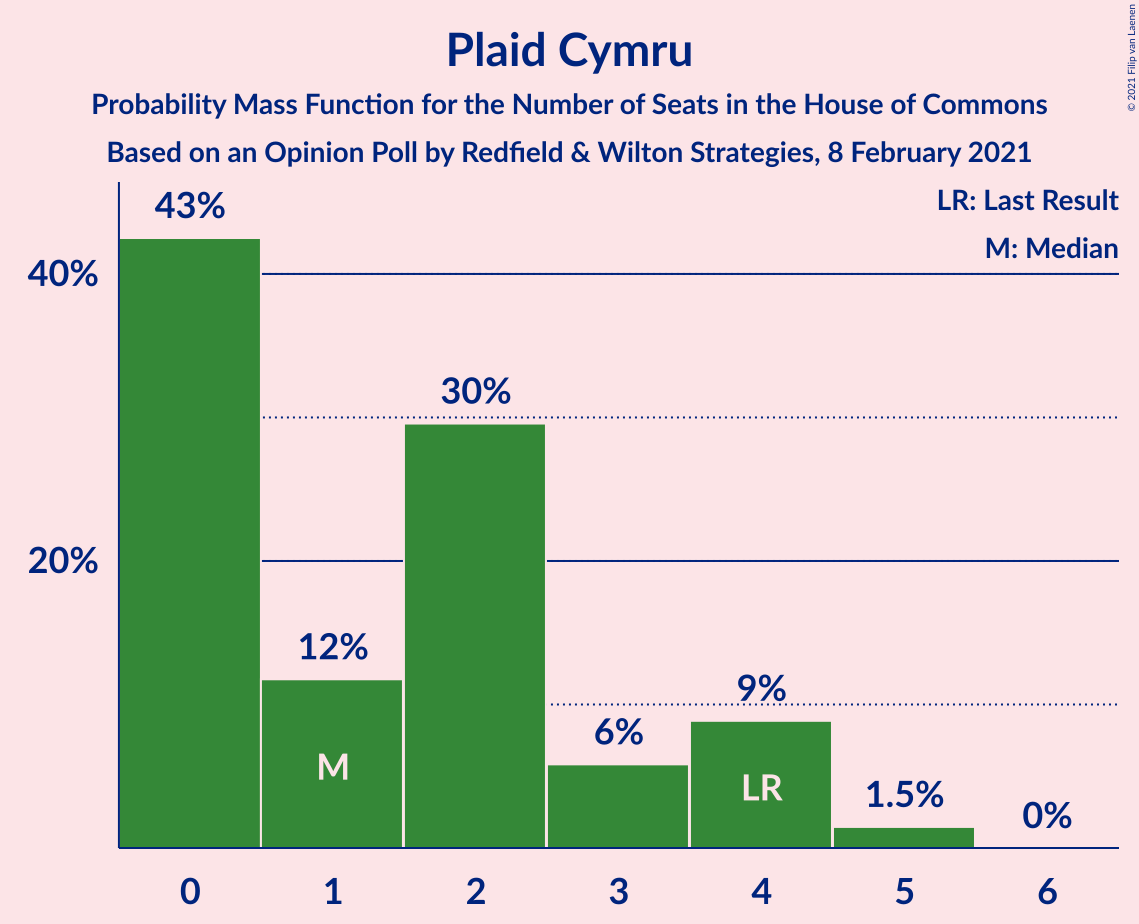 Plaid Cymru
Probability Mass Function for the Number of Seats in the House of Commons
Based on an Opinion Poll by Redfield & Wilton Strategies, 8 February 2021
© 2021 Filip van Laenen
LR: Last Result
M: Median
43%
40%
30%
20%
12%
9%
6%
M
LR
1.5%
0%
0 1 2 3 4 5 6